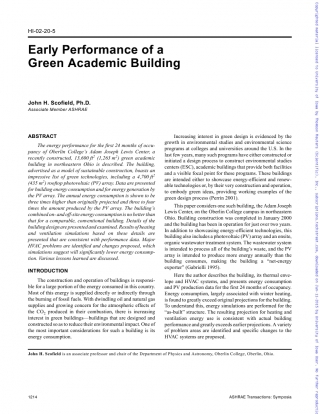 HI-02-20-5
Early Performance of a
Green Academic Building
John H. Scofield, Ph.D.
Associate Member ASHRAE
ABSTRACT
The energy performance for the first 24 months of occu-
pancy of Oberlin College's Adam Joseph Lewis Center, a
recently constructed, 13,600 ft² (1,263 m²) green academic
building in northeastern Ohio is described. The building,
advertised as a model of sustainable construction, boasts an
impressive list of green technologies, including a 4,700 ft²
(435 m²) rooftop photovoltaic (PV) array. Data are presented
for building energy consumption and for energy generation by
the PV array. The annual energy consumption is shown to be
three times higher than originally projected and three to four
times the amount produced by the PV array. The building's
combined on- and off-site energy consumption is no better than
that for a comparable, conventional building. Details of the
building design are presented and examined. Results of heating
and ventilation simulations based on these details are
presented that are consistent with performance data. Major
HVAC problems are identified and changes proposed, which
simulations suggest will significantly lower energy consump-
tion. Various lessons learned are discussed.
INTRODUCTION
The construction and operation of buildings is responsi-
ble for a large portion of the energy consumed in this country.
Most of this energy is supplied directly or indirectly through
the burning of fossil fuels. With dwindling oil and natural gas
supplies and growing concern for the atmospheric effects of
the CO₂ produced in their combustion, there is increasing
interest in green buildings—buildings that are designed and
constructed so as to reduce their environmental impact. One of
the most important considerations for such a building is its
energy consumption.
Increasing interest in green design is evidenced by the
growth in environmental studies and environmental science
programs at colleges and universities around the U.S. In the
last few years, many such programs have either constructed or
initiated a design process to construct environmental studies
centers (ESC), academic buildings that provide both facilities
and a visible focal point for these programs. These buildings
are intended either to showcase energy-efficient and renew-
able technologies or, by their very construction and operation,
to embody green ideas, providing working examples of the
green design process (Perrin 2001).
This paper considers one such building, the Adam Joseph
Lewis Center, on the Oberlin College campus in northeastern
Ohio. Building construction was completed in January 2000
and the building has been in operation for just over two years.
In addition to showcasing energy-efficient technologies, this
building also includes a photovoltaic (PV) array and an onsite,
organic wastewater treatment system. The wastewater system
is intended to process all of the building's waste, and the PV
array is intended to produce more energy annually than the
building consumes, making the building a "net-energy
exporter" (Gabrielli 1995).
Here the author describes the building, its thermal enve-
lope and HVAC systems, and presents energy consumption
and PV production data for the first 24 months of occupancy.
Energy consumption, largely associated with winter heating,
is found to greatly exceed original projections for the building.
To understand this, energy simulations are performed for the
"as-built" structure. The resulting projection for heating and
ventilation energy use is consistent with actual building
performance and greatly exceeds earlier projections. A variety
of problem areas are identified and specific changes to the
HVAC systems are proposed.
John H. Scofield is an associate professor and chair of the Department of Physics and Astronomy, Oberlin College, Oberlin, Ohio.
1214
ASHRAE Transactions: Symposia